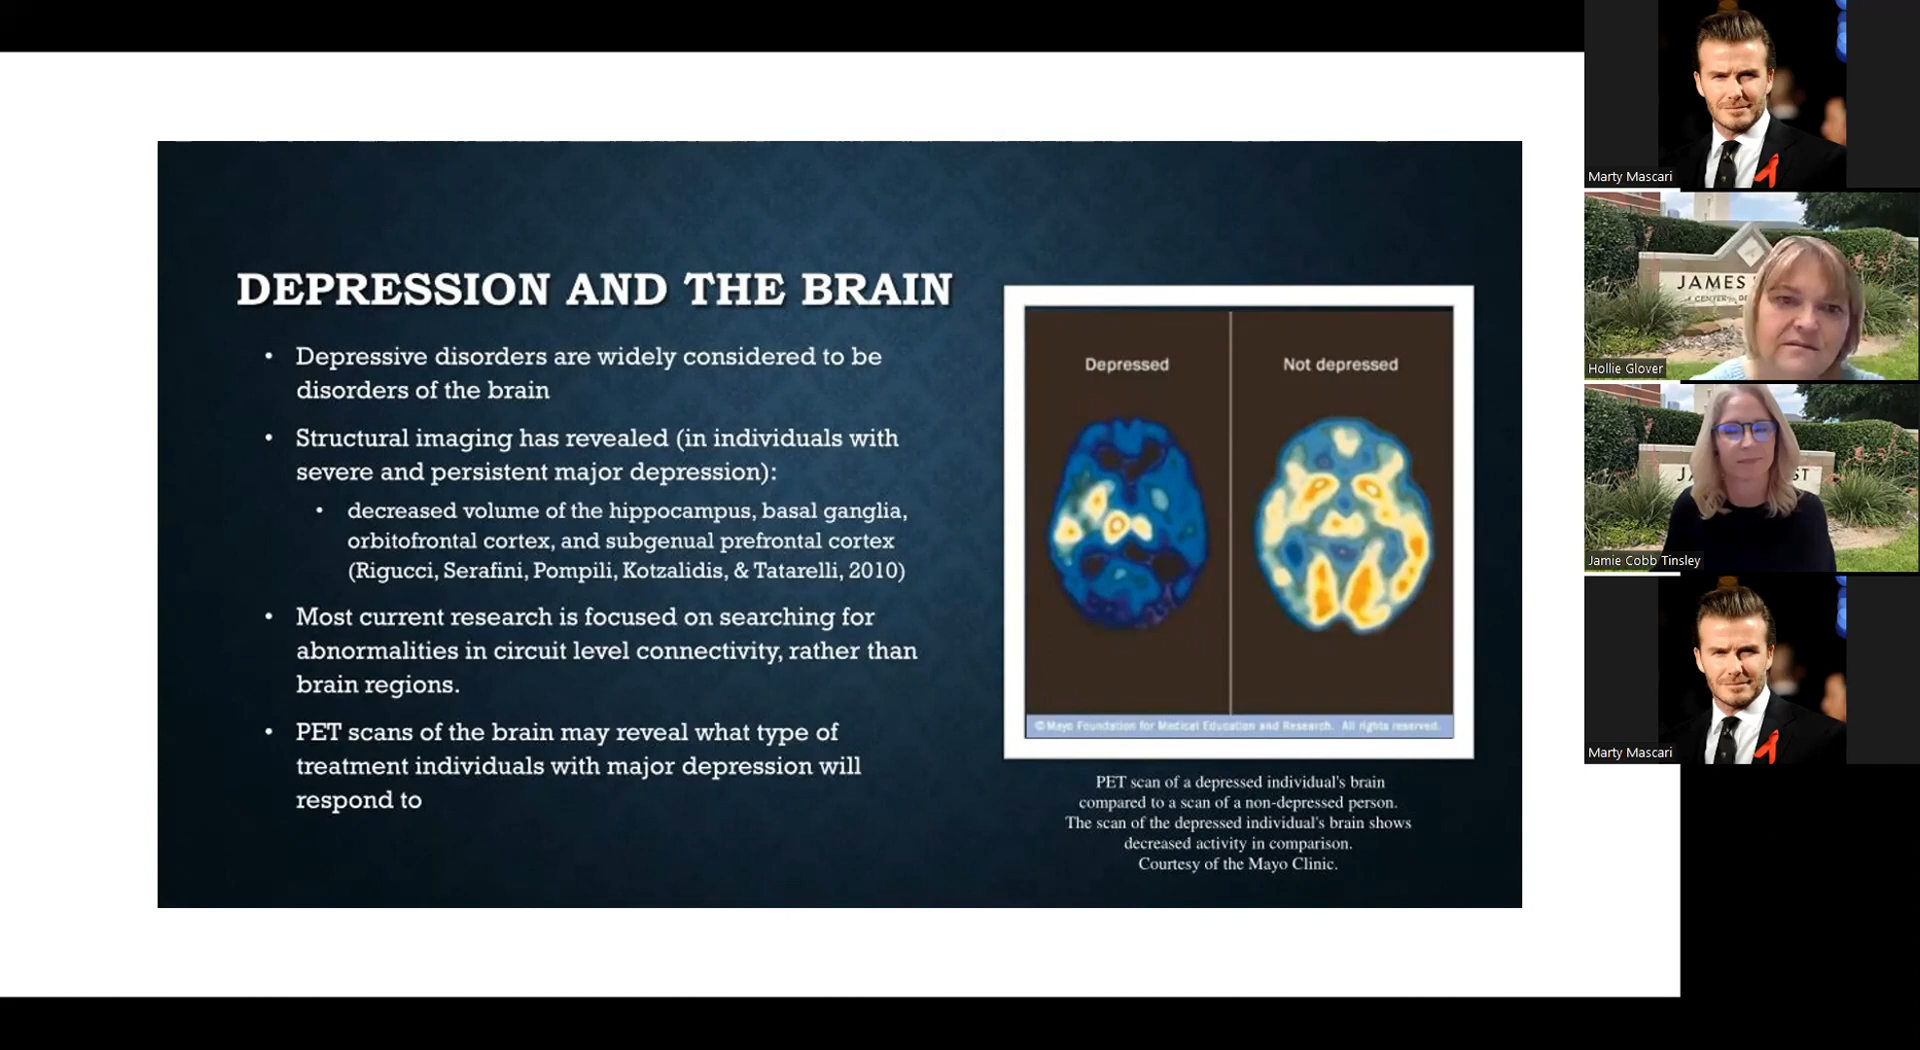 DEPRESSION AND THE BRAIN
• Depressive disorders are widely considered to be
disorders of the brain
• Structural imaging has revealed (in individuals with
severe and persistent major depression):
• decreased volume of the hippocampus, basal ganglia,
orbitofrontal cortex, and subgenual prefrontal cortex
(Rigucci, Serafini, Pompili, Kotzalidis, & Tatarelli, 2010)
• Most current research is focused on searching for
abnormalities in circuit level connectivity, rather than
brain regions.
• PET scans of the brain may reveal what type of
treatment individuals with major depression will
respond to
Depressed
Not depressed
©Mayo Foundation for Medical Education and Research. All rights reserved.
PET scan of a depressed individual's brain
compared to a scan of a non-depressed person.
The scan of the depressed individual's brain shows
decreased activity in comparison.
Courtesy of the Mayo Clinic.
Marty Mascari
JAMES
A CENTER
Hollie Glover
ST
Jamie Cobb Tinsley
Marty Mascari